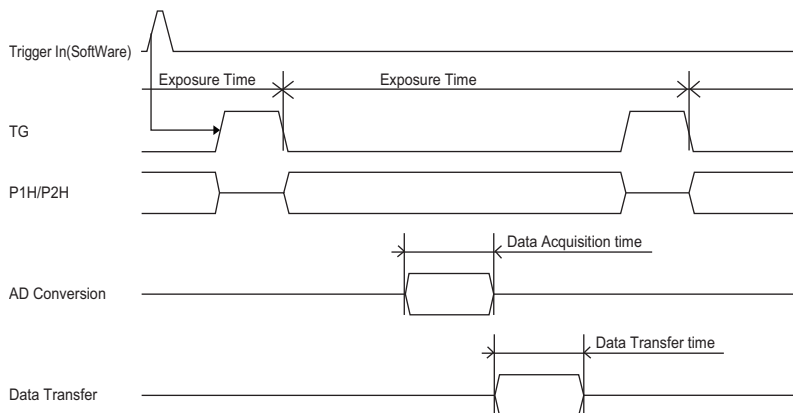 Trigger In(SoftWare)
Exposure Time
Exposure Time
TG
P1H/P2H
Data Acquisition time
AD Conversion
Data Transfer time
Data Transfer